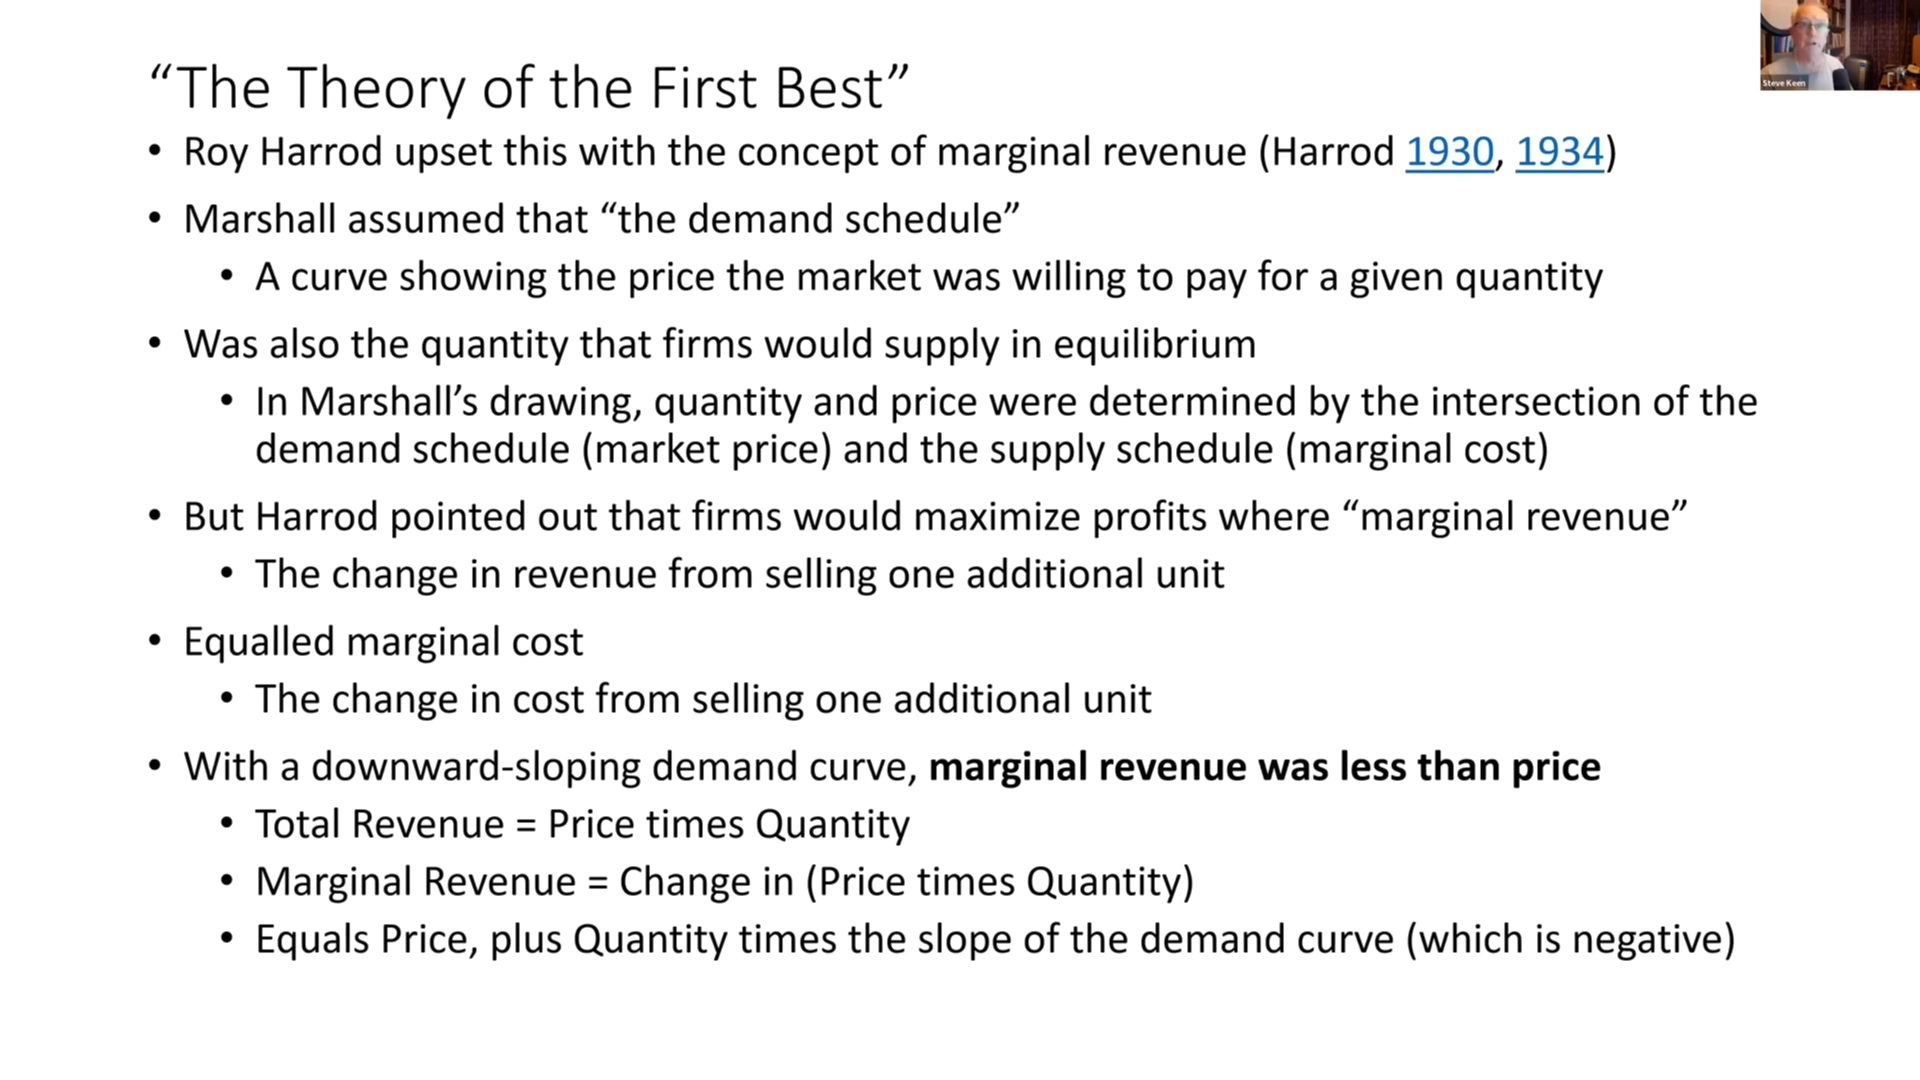 “The Theory of the First Best”
• Roy Harrod upset this with the concept of marginal revenue (Harrod 1930, 1934)
• Marshall assumed that “the demand schedule”
• A curve showing the price the market was willing to pay for a given quantity
• Was also the quantity that firms would supply in equilibrium
• In Marshall’s drawing, quantity and price were determined by the intersection of the
demand schedule (market price) and the supply schedule (marginal cost)
• But Harrod pointed out that firms would maximize profits where “marginal revenue”
• The change in revenue from selling one additional unit
• Equalled marginal cost
• The change in cost from selling one additional unit
• With a downward-sloping demand curve, marginal revenue was less than price
• Total Revenue = Price times Quantity
• Marginal Revenue = Change in (Price times Quantity)
• Equals Price, plus Quantity times the slope of the demand curve (which is negative)
Steve Keen